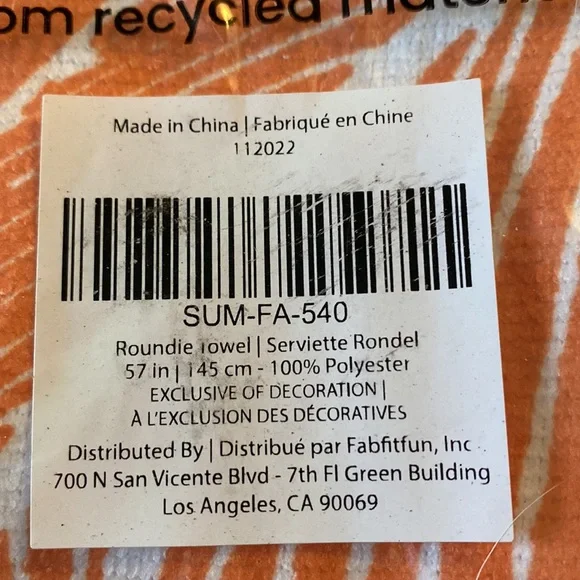 om recycled
Made in China | Fabriqué en Chine
112022
SUM-FA-540
Roundie Towel | Serviette Rondel
57 in | 145 cm - 100% Polyester
EXCLUSIVE OF DECORATION |
À L'EXCLUSION DES DÉCORATIVES
Distributed By | Distribué par Fabfitfun, Inc
700 N San Vicente Blvd - 7th Fl Green Building
Los Angeles, CA 90069